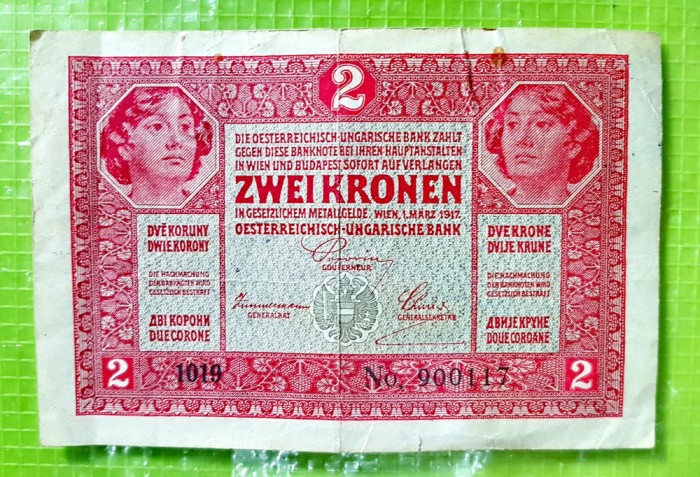 2
DIE OESTERREICHISCH-UNGARISCHE BANK ZAHLT
GEGEN DIESE BANKNOTE BEI IHREN HAUPTANSTALTEN
IN WIEN UND BUDAPEST SOFORT AUF VERLANGEN
ZWEI KRONEN
IN GESETZLICHEM METALLGELDE. WIEN, 1. MÄRZ 1917.
OESTERREICHISCH-UNGARISCHE BANK
GOUVERNEUR
GENERALRAT
GENERALSEKRETÄR
DVĚ KORUNY
DWIE KORONY
DIE NACHMACHUNG
DER BANKNOTEN WIRD
GESETZLICH BESTRAFT
ДВІ КОРОНИ
DUE CORONE
DVE KRONE
DVIJE KRUNE
DIE NACHMACHUNG
DER BANKNOTEN WIRD
GESETZLICH BESTRAFT
ДВИЈЕ КРУНЕ
DOUE COROANE
2
1019
No. 900117
2